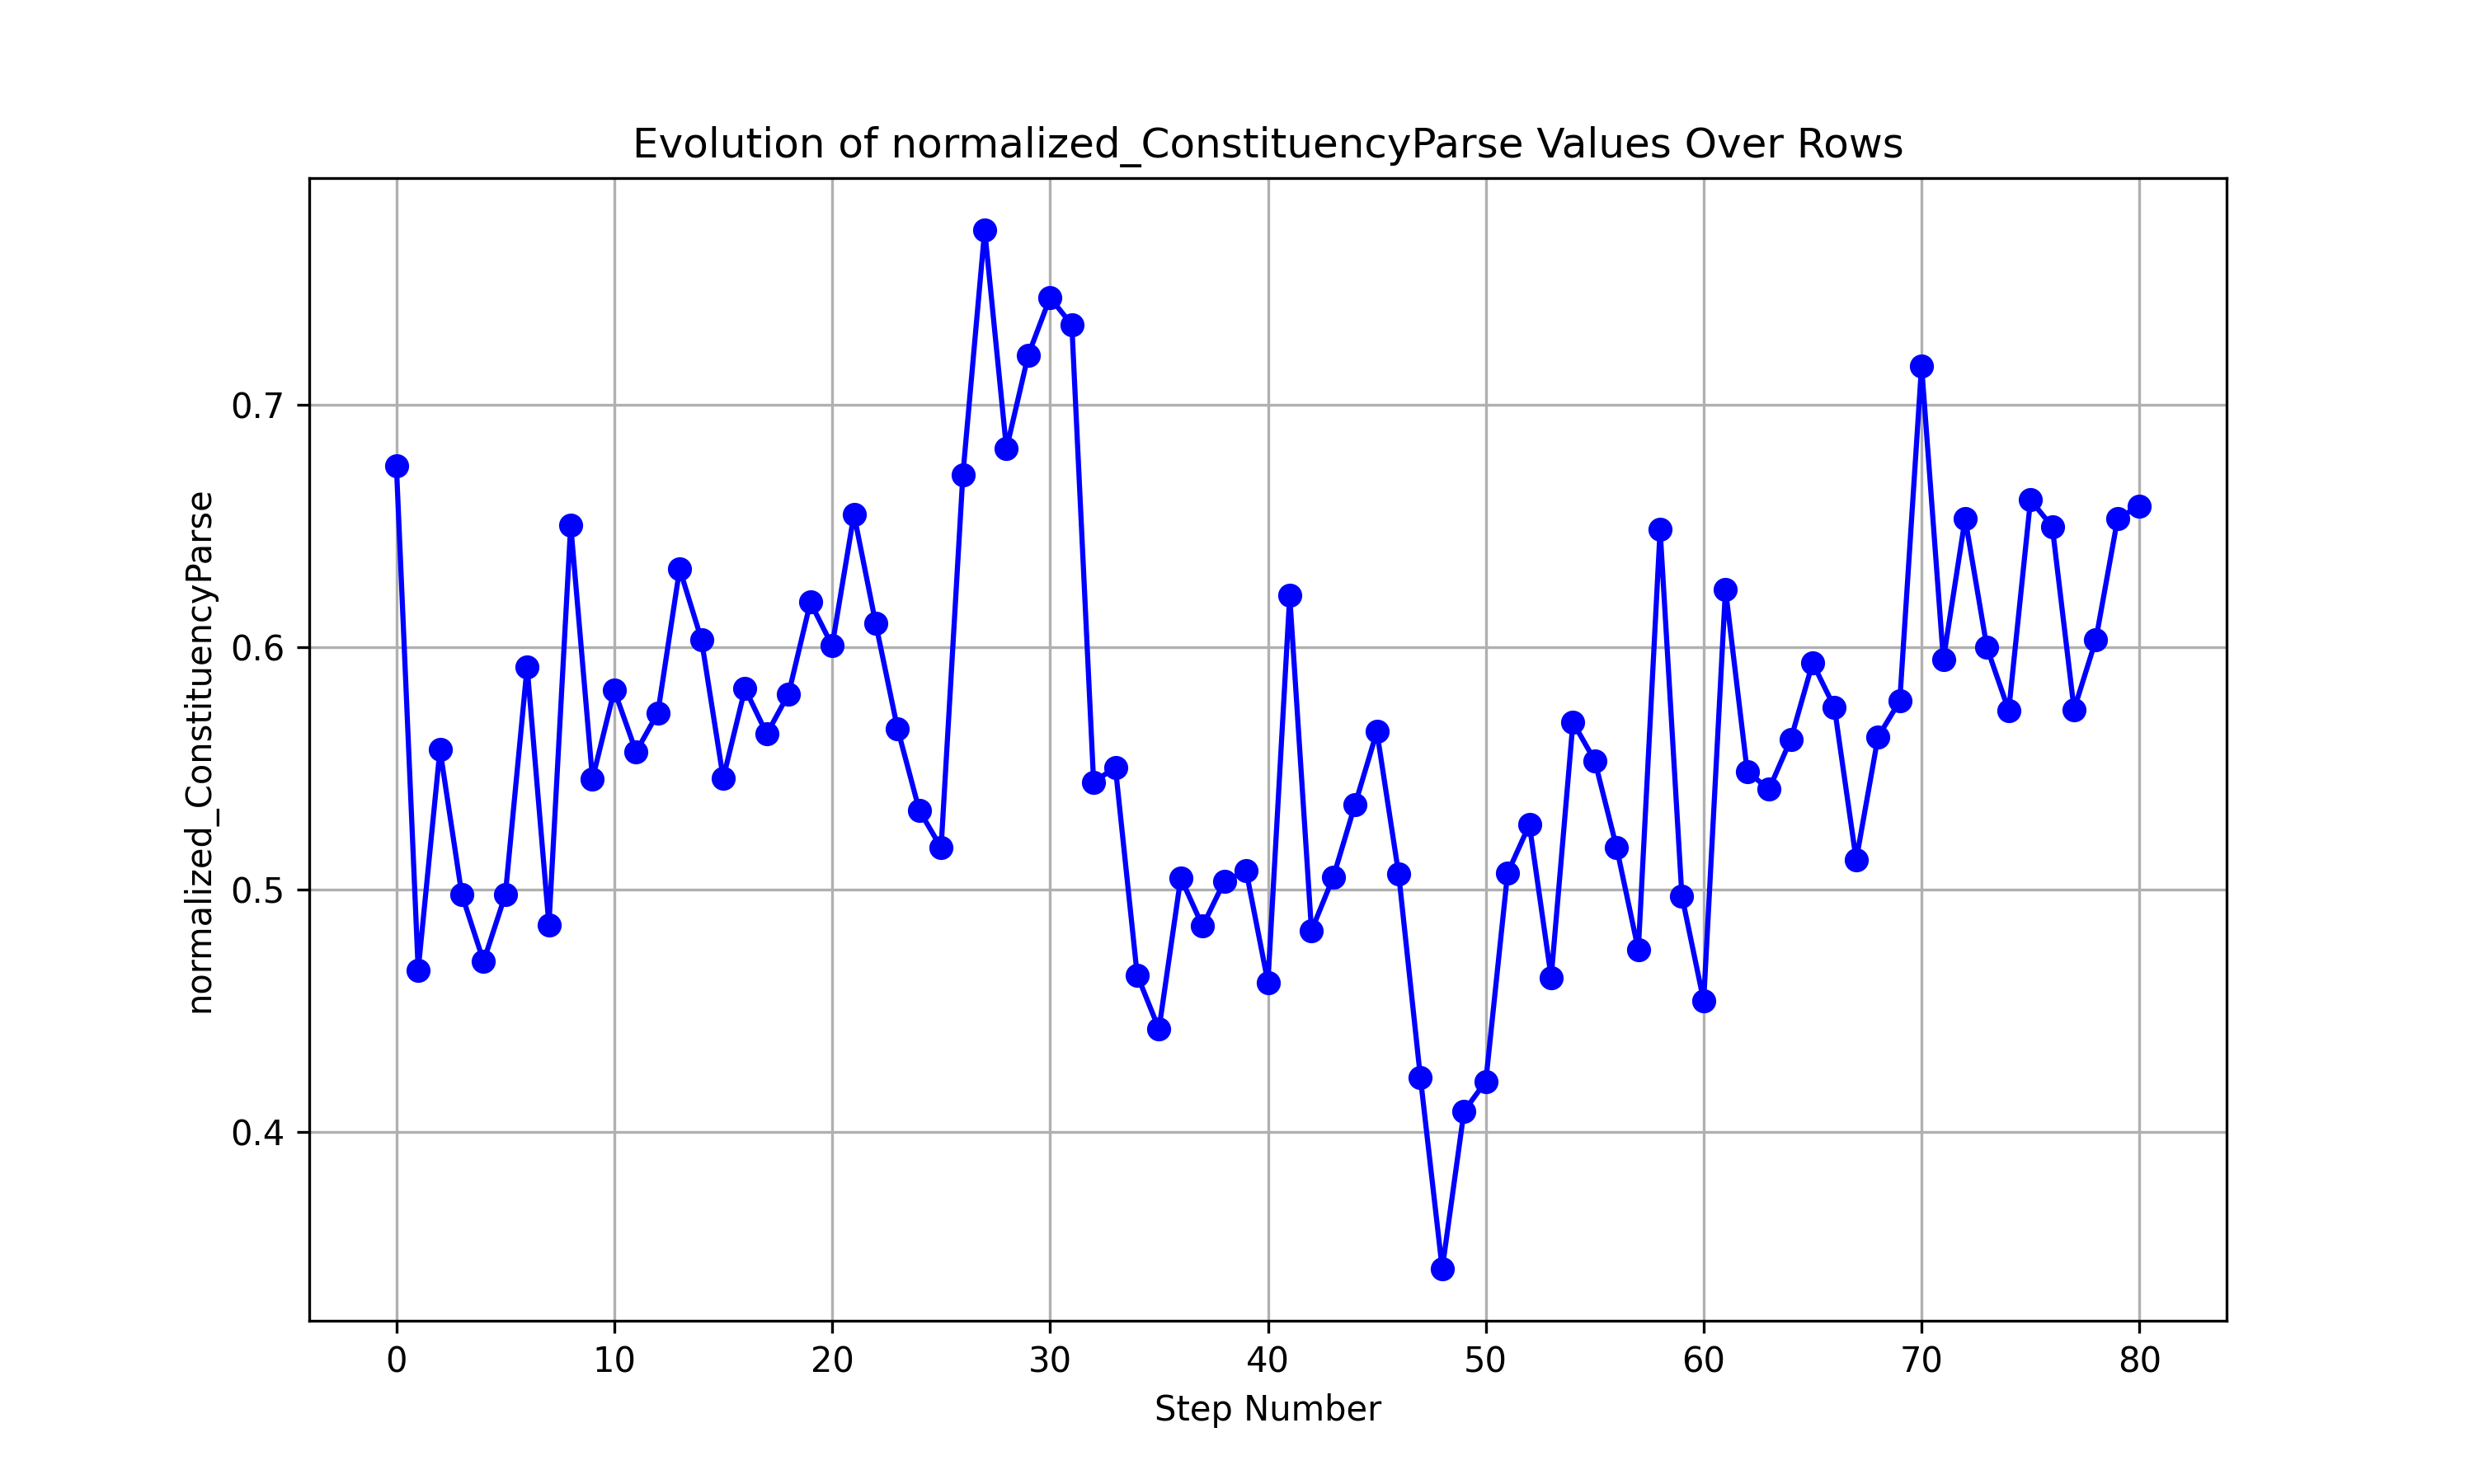 Evolution of normalized_ConstituencyParse Values Over Rows
normalized_ConstituencyParse
0.7
0.6
0.5
0.4
0 10 20 30 40 50 60 70 80
Step Number